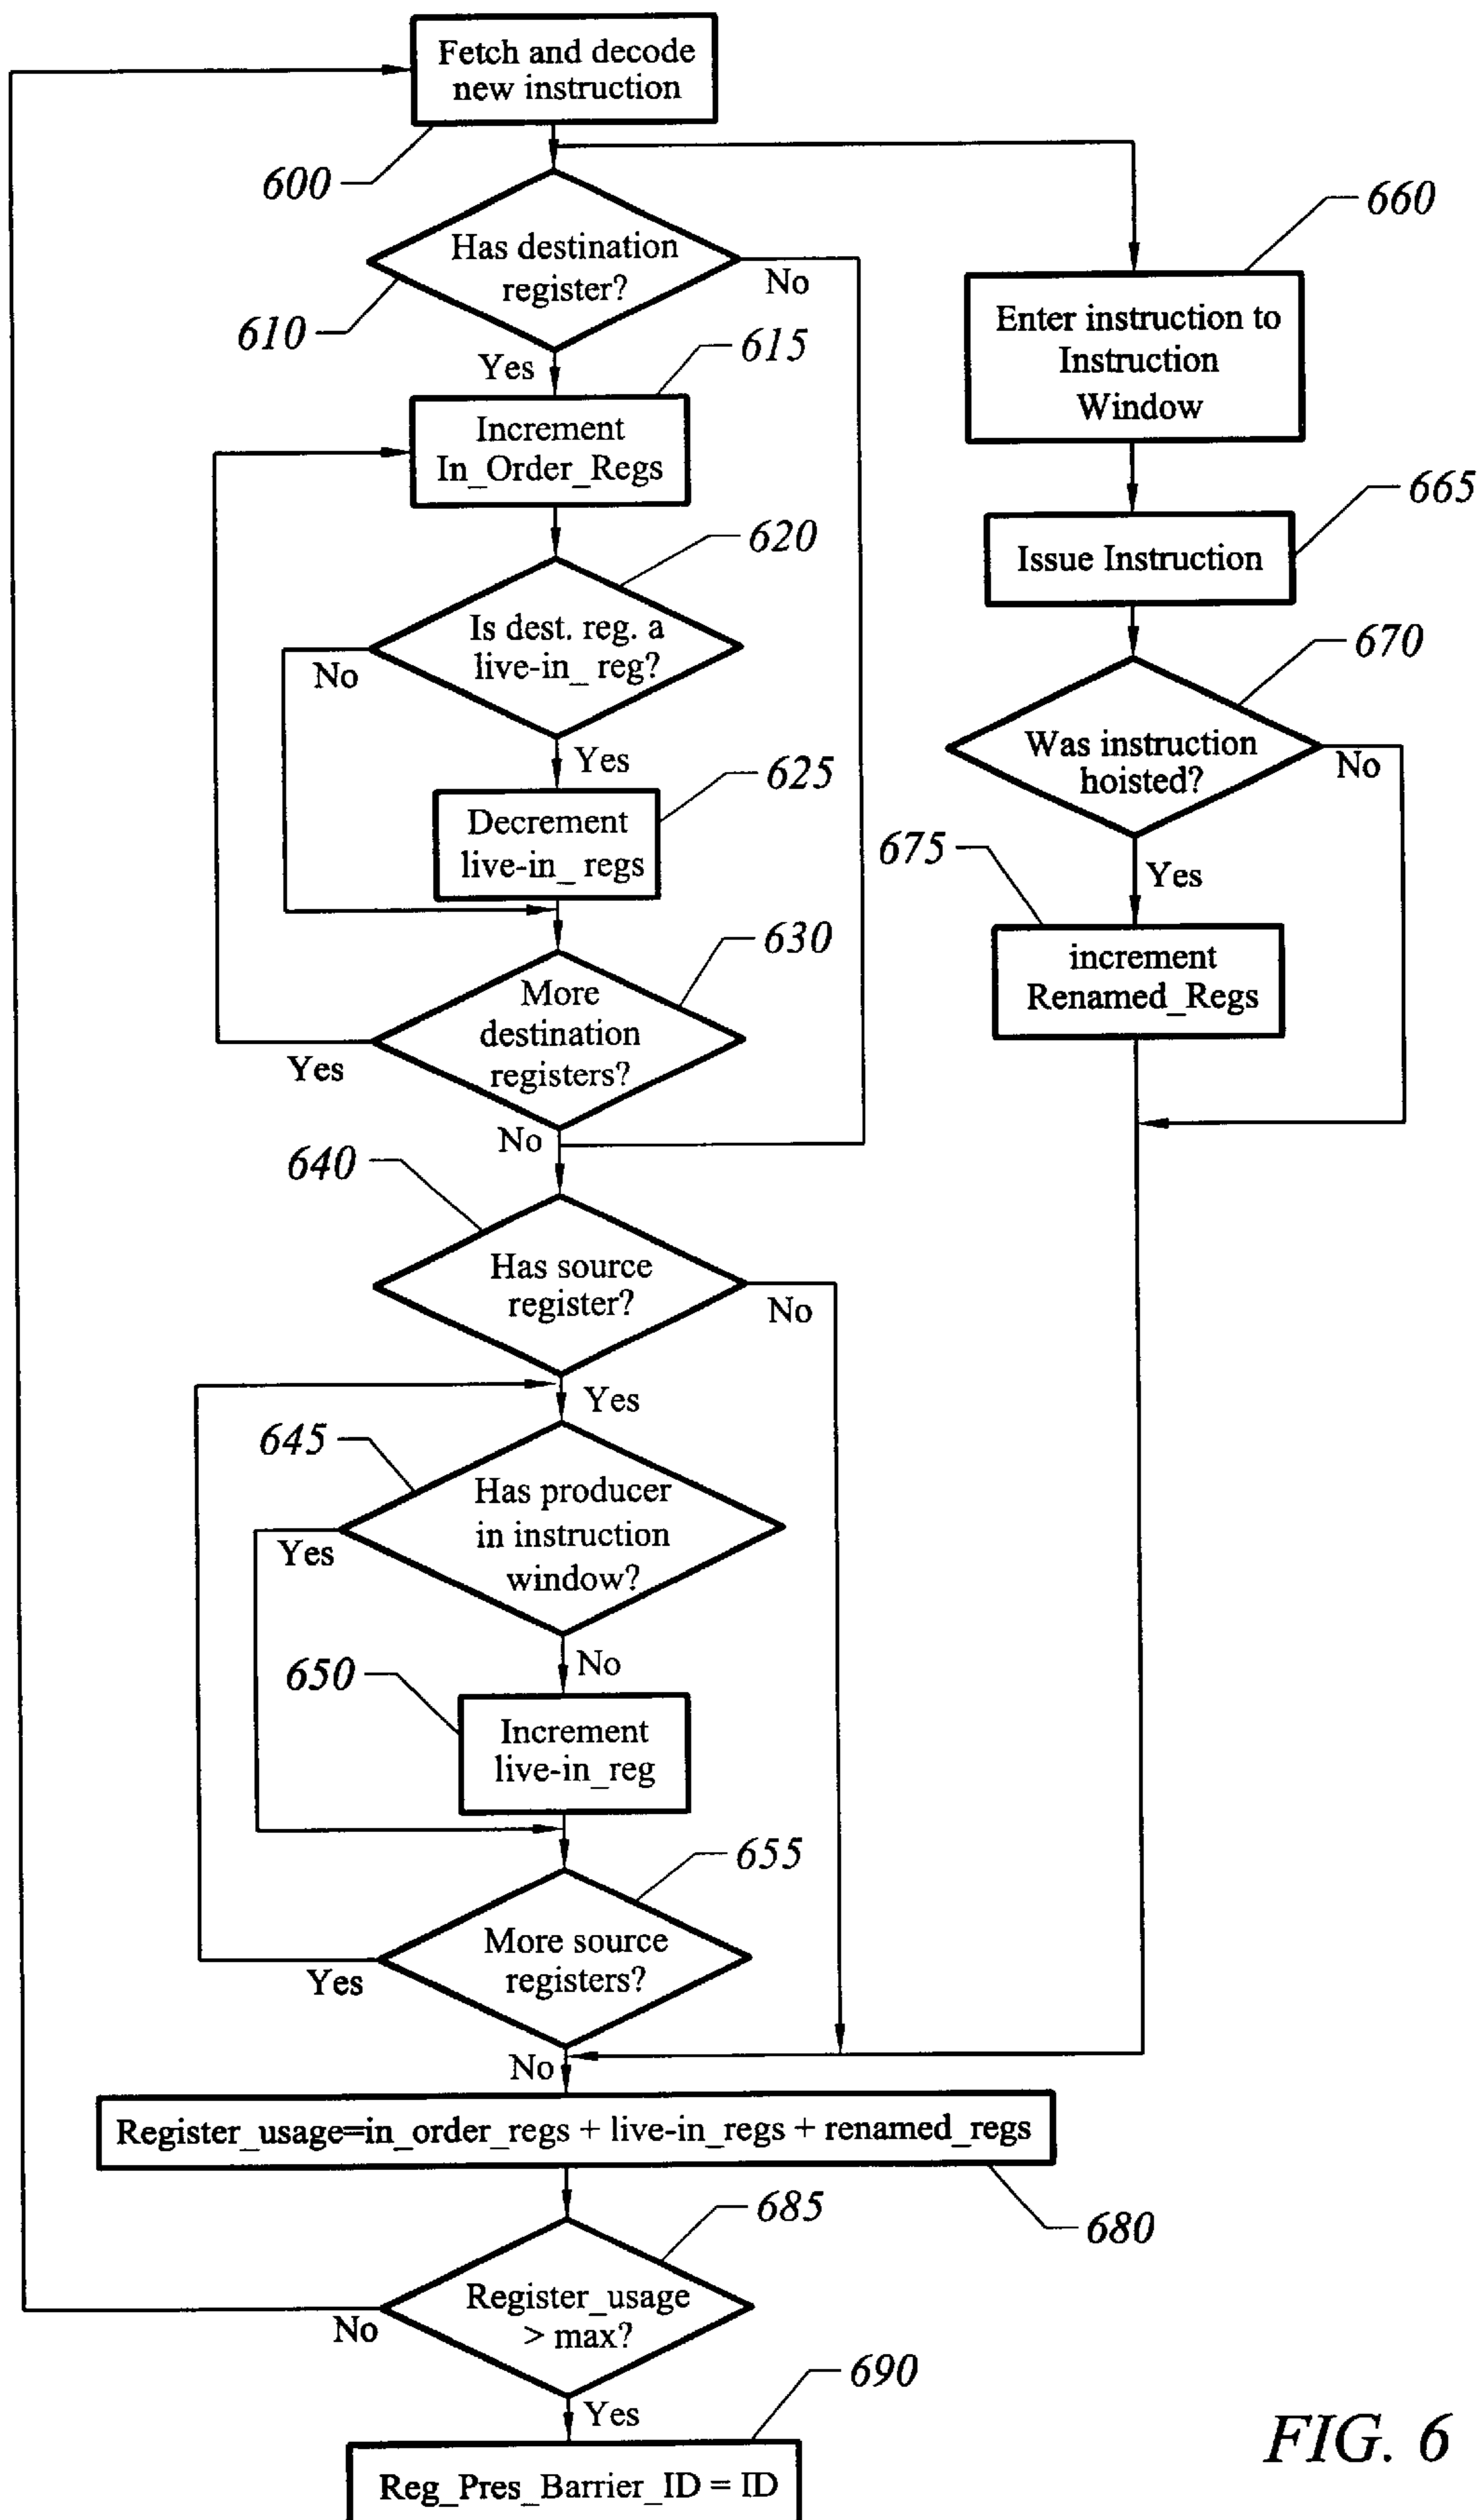 Fetch and decode
new instruction
600
660
Has destination
register?
No
610
Enter instruction to
Instruction
Window
Yes
615
Increment
In_Order_Regs
665
620
Issue Instruction
Is dest. reg. a
live-in_ reg?
No
670
Yes
Was instruction
hoisted?
No
625
Decrement
live-in_ regs
675
Yes
630
increment
Renamed_Regs
More
destination
registers?
Yes
No
640
Has source
register?
No
Yes
645
Has producer
in instruction
window?
Yes
No
650
Increment
live-in_reg
655
More source
registers?
Yes
No
Register_usage=in_order_regs + live-in_regs + renamed_regs
685
680
Register_usage
> max?
No
690
Yes
FIG. 6
Reg_Pres_Barrier_ID = ID